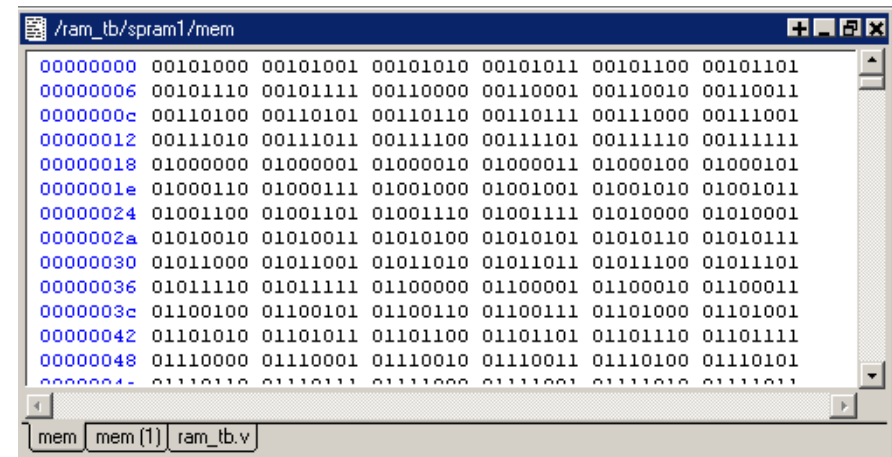 /ram_tb/spram1/mem
00000000 00101000 00101001 00101010 00101011 00101100 00101101
00000006 00101110 00101111 00110000 00110001 00110010 00110011
0000000c 00110100 00110101 00110110 00110111 00111000 00111001
00000012 00111010 00111011 00111100 00111101 00111110 00111111
00000018 01000000 01000001 01000010 01000011 01000100 01000101
0000001e 01000110 01000111 01001000 01001001 01001010 01001011
00000024 01001100 01001101 01001110 01001111 01010000 01010001
0000002a 01010010 01010011 01010100 01010101 01010110 01010111
00000030 01011000 01011001 01011010 01011011 01011100 01011101
00000036 01011110 01011111 01100000 01100001 01100010 01100011
0000003c 01100100 01100101 01100110 01100111 01101000 01101001
00000042 01101010 01101011 01101100 01101101 01101110 01101111
00000048 01110000 01110001 01110010 01110011 01110100 01110101
mem mem (1) ram_tb.v